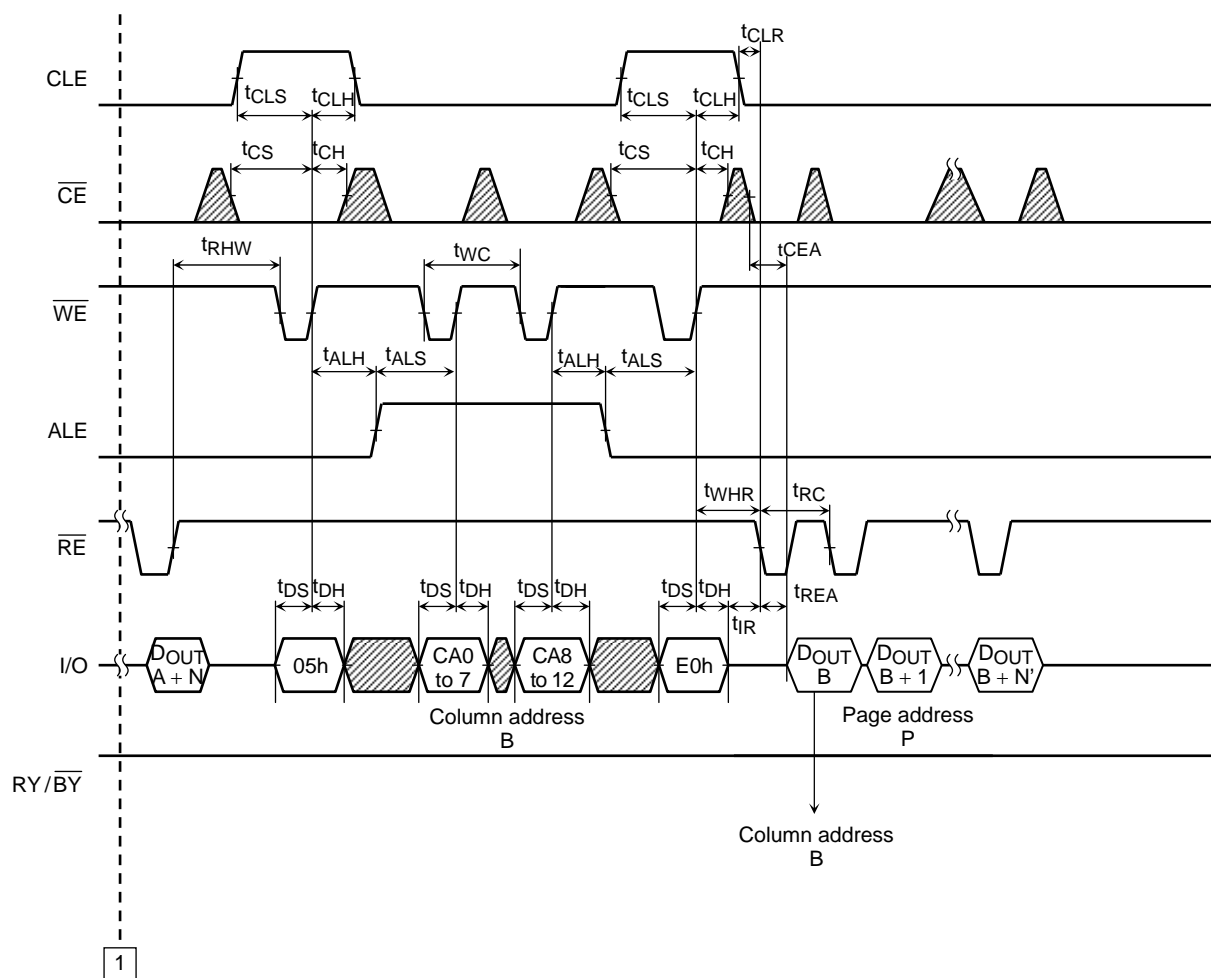 tCLR
CLE
tCLS tCLH tCLS tCLH
tCS tCH tCS tCH
CE
tRHW tWC tCEA
WE
tALH tALS tALH tALS
ALE
tWHR tRC
RE
tDS tDH tDS tDH tDS tDH tDS tDH tREA
tIR
I/O
DOUT
A + N
05h
CA0
to 7
CA8
to 12
E0h
DOUT
B
DOUT
B + 1
DOUT
B + N'
Column address
B
Page address
P
RY/BY
Column address
B
1